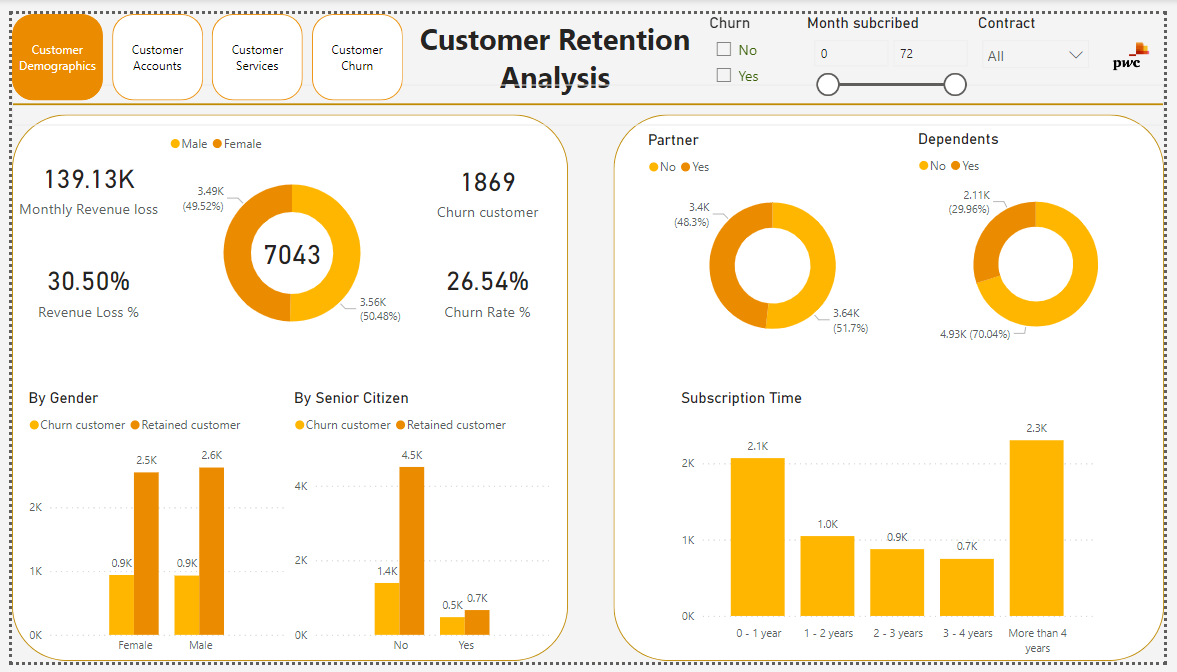 Customer
Demographics
Customer
Accounts
Customer
Services
Customer
Churn
Customer Retention
Analysis
Churn
No
Yes
Month subcribed
0
72
Contract
All
pwc
Male
Female
139.13K
Monthly Revenue loss
30.50%
Revenue Loss %
3.49K
(49.52%)
7043
3.56K
(50.48%)
1869
Churn customer
26.54%
Churn Rate %
Partner
No
Yes
3.4K
(48.3%)
3.64K
(51.7%)
Dependents
No
Yes
2.11K
(29.96%)
4.93K (70.04%)
By Gender
Churn customer
Retained customer
2K
1K
0K
0.9K
2.5K
0.9K
2.6K
Female
Male
By Senior Citizen
Churn customer
Retained customer
4K
2K
0K
1.4K
4.5K
0.5K
0.7K
No
Yes
Subscription Time
2K
1K
0K
2.1K
1.0K
0.9K
0.7K
2.3K
0 - 1 year
1 - 2 years
2 - 3 years
3 - 4 years
More than 4
years